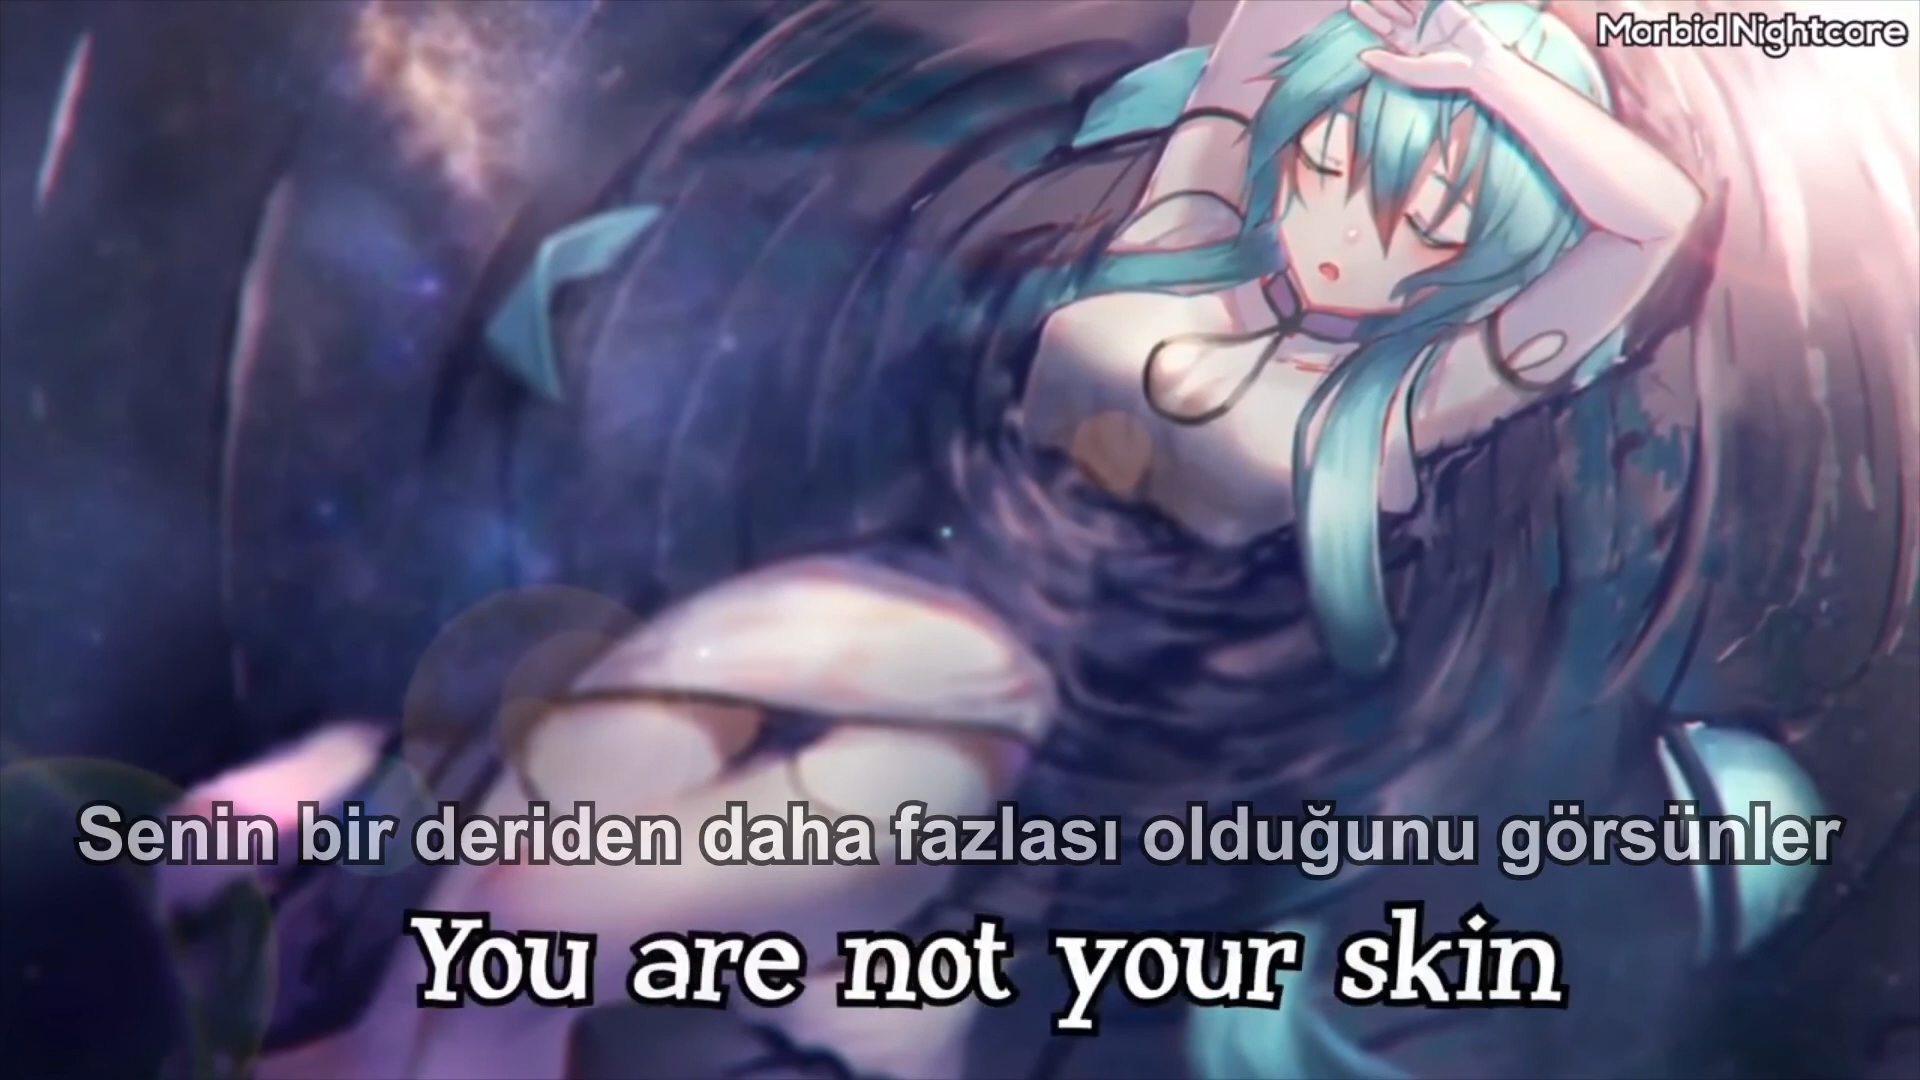 Morbid Nightcore
Senin bir deriden daha fazlası olduğunu görsünler
You are not your skin